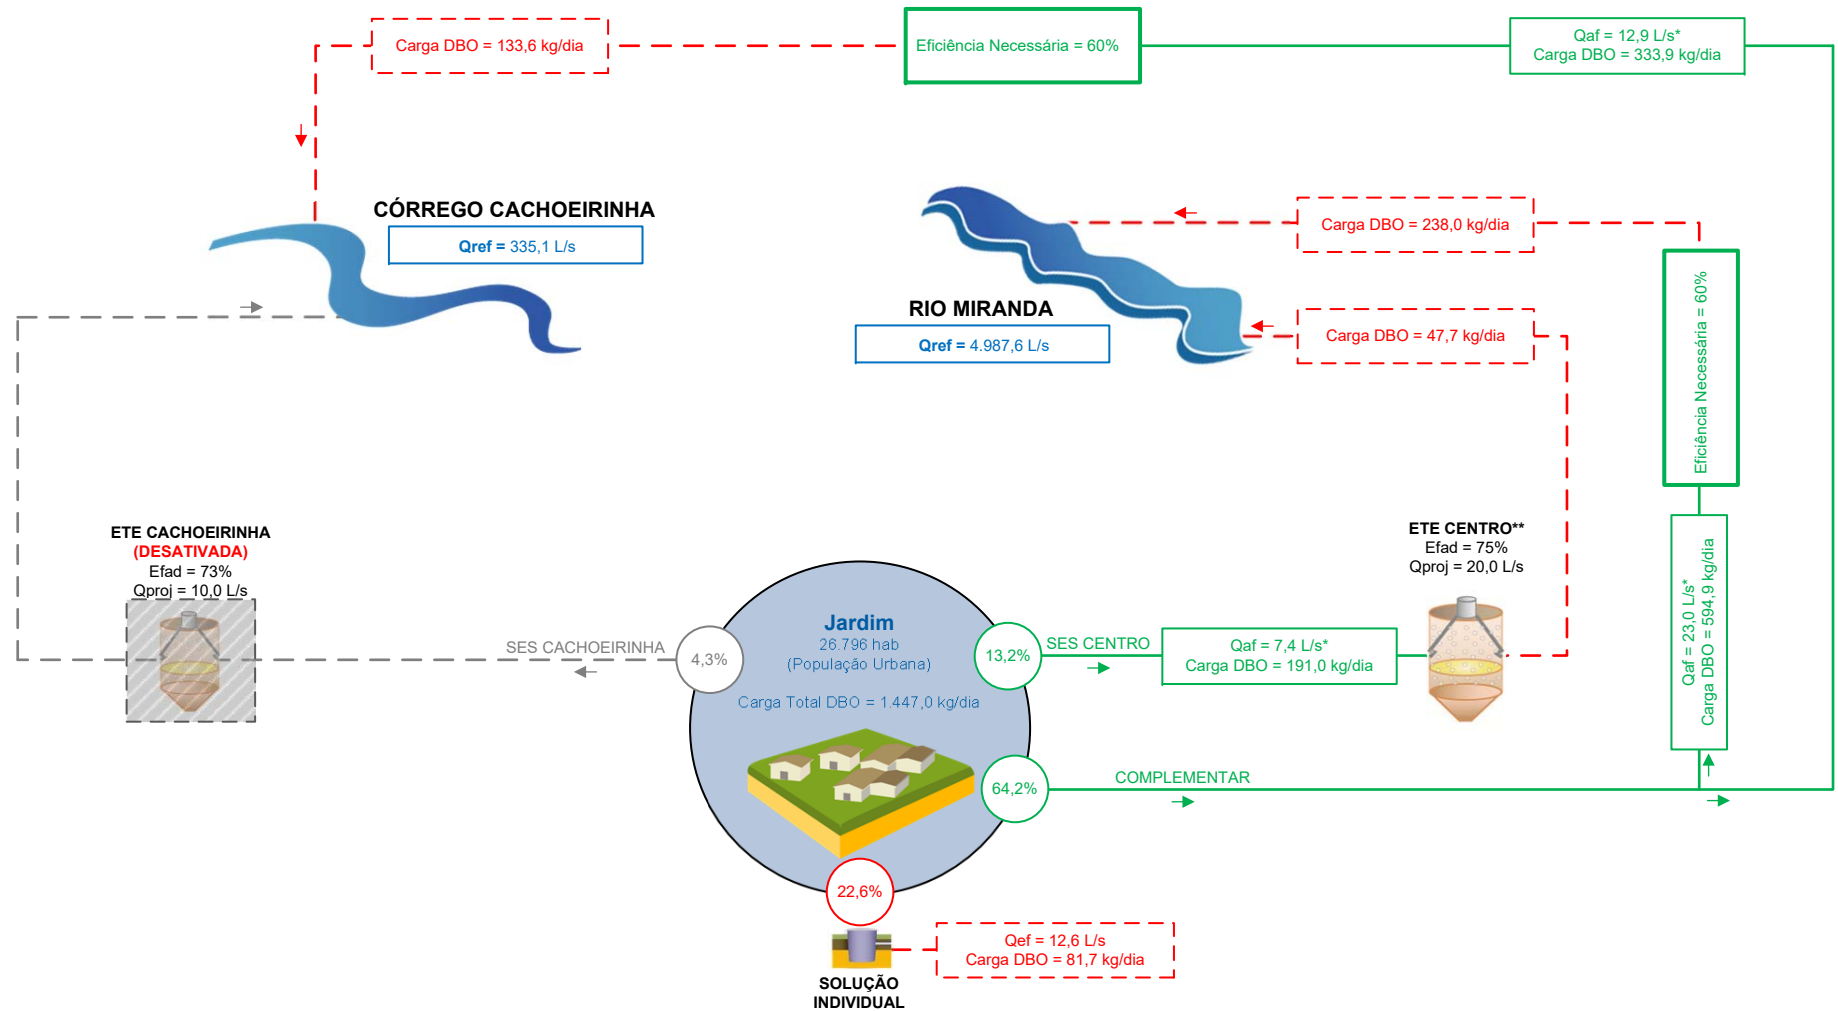 Carga DBO = 133,6 kg/dia
Eficiência Necessária = 60%
Qaf = 12,9 L/s*
Carga DBO = 333,9 kg/dia
CÓRREGO CACHOEIRINHA
Qref = 335,1 L/s
Carga DBO = 238,0 kg/dia
RIO MIRANDA
Qref = 4.987,6 L/s
Carga DBO = 47,7 kg/dia
Eficiência Necessária = 60%
ETE CACHOEIRINHA
(DESATIVADA)
Efad = 73%
Qproj = 10,0 L/s
ETE CENTRO**
Efad = 75%
Qproj = 20,0 L/s
Qaf = 23,0 L/s*
Carga DBO = 594,9 kg/dia
Jardim
26.796 hab
(População Urbana)
Carga Total DBO = 1.447,0 kg/dia
SES CACHOEIRINHA
4,3%
13,2%
SES CENTRO
Qaf = 7,4 L/s*
Carga DBO = 191,0 kg/dia
64,2%
COMPLEMENTAR
22,6%
Qef = 12,6 L/s
Carga DBO = 81,7 kg/dia
SOLUÇÃO
INDIVIDUAL